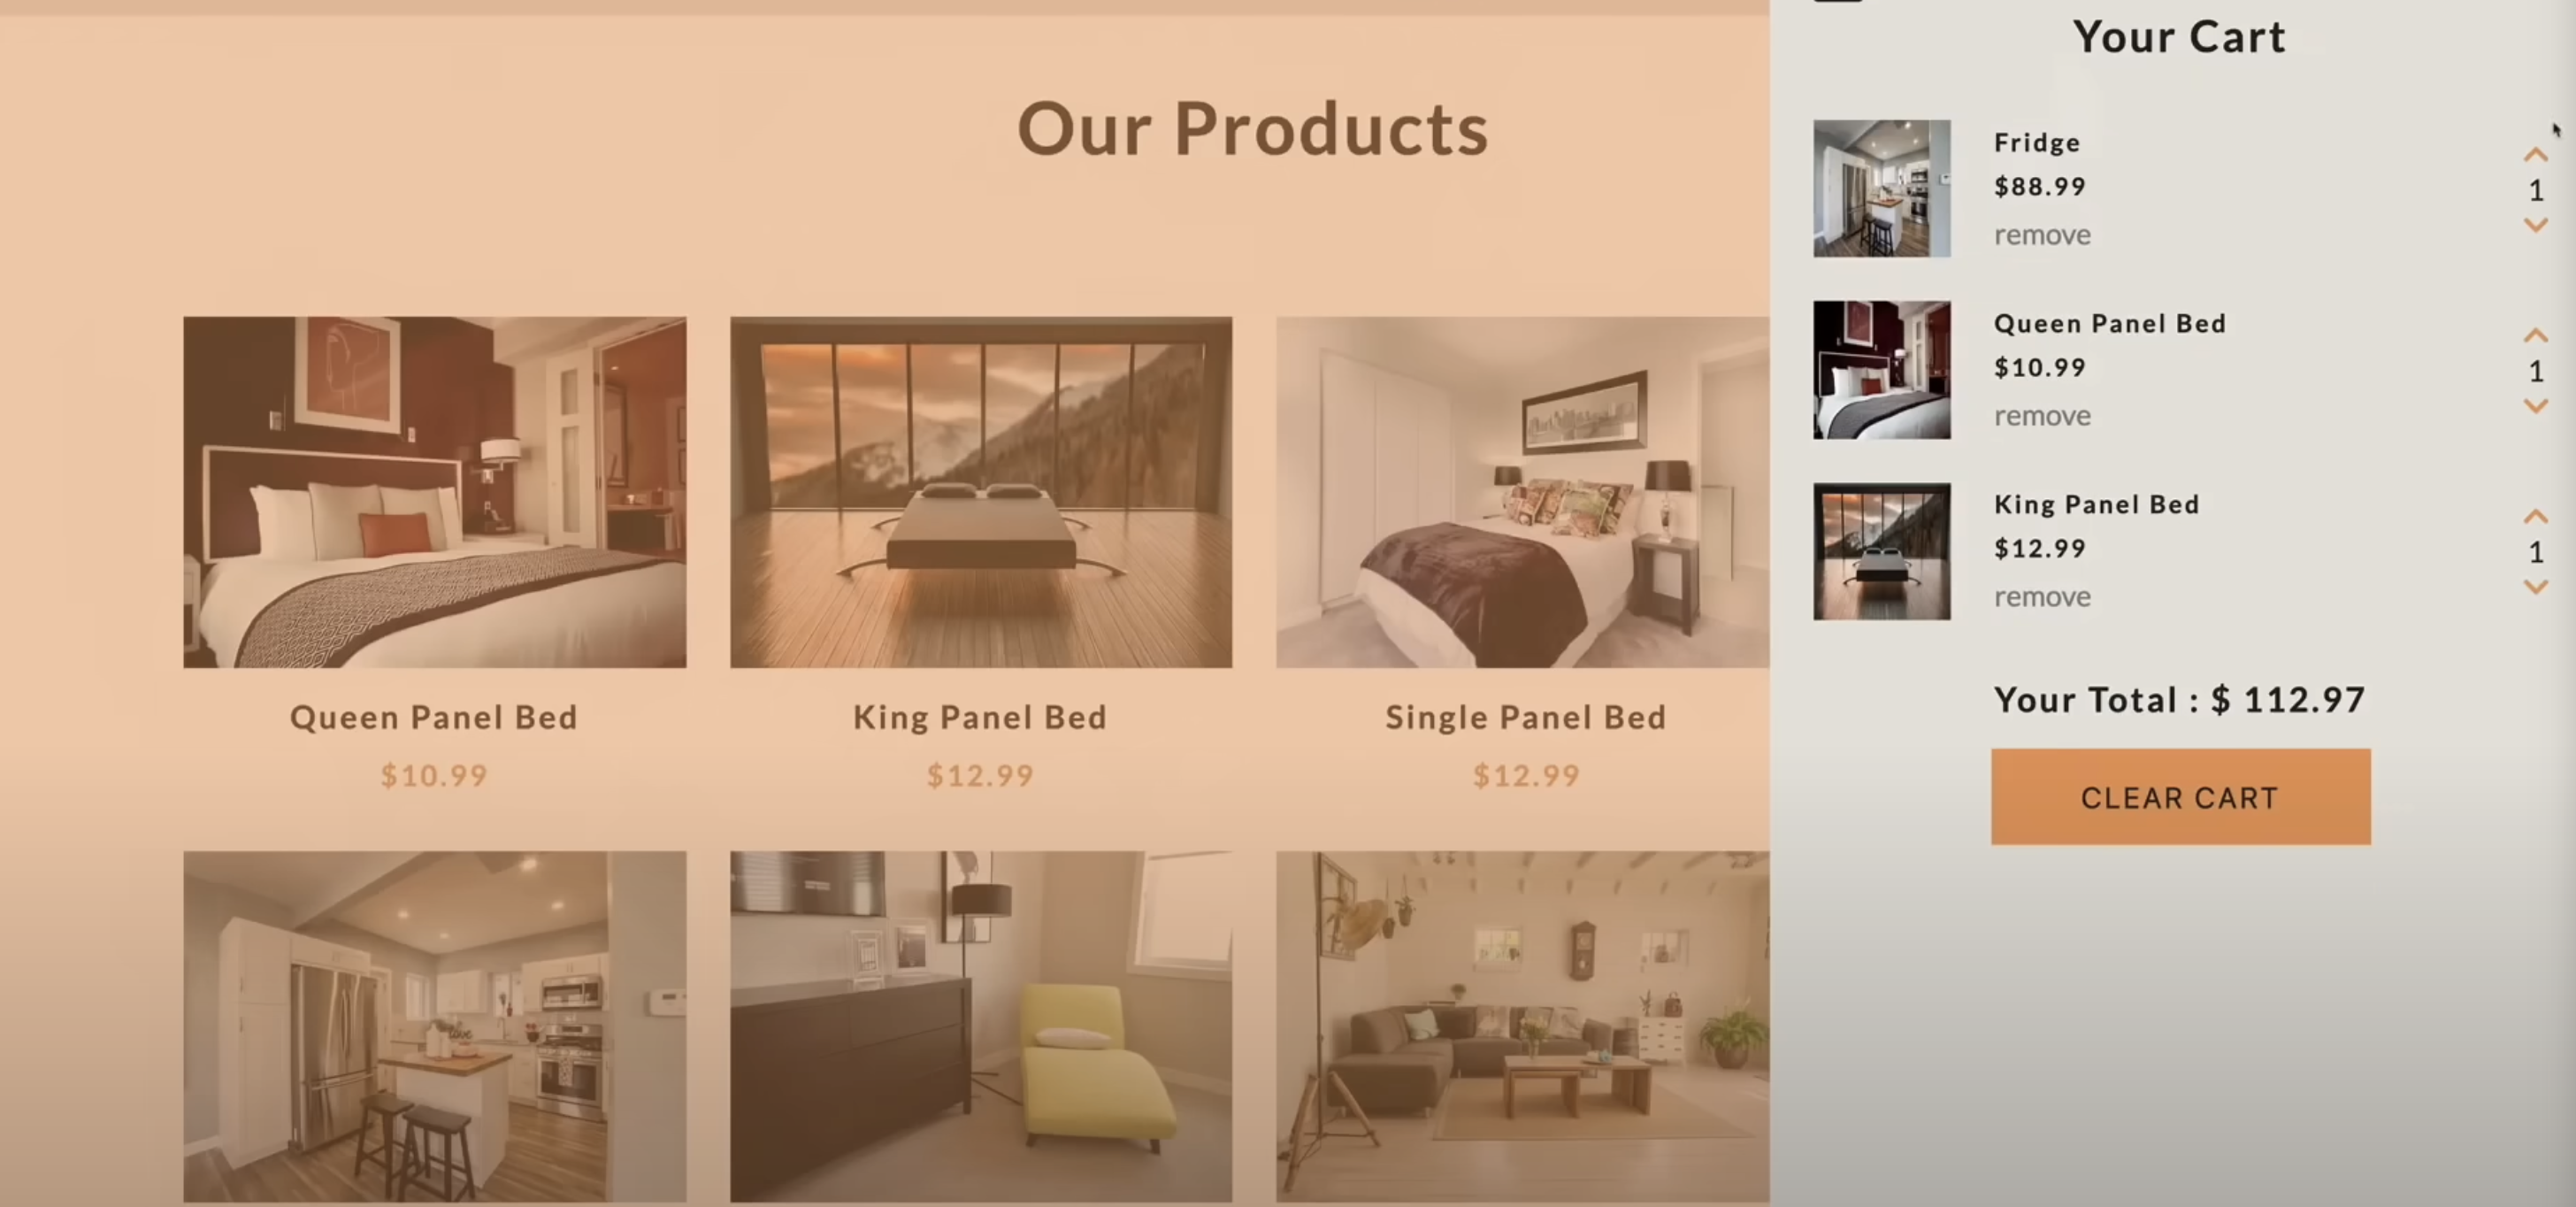 Our Products
Queen Panel Bed
$10.99
King Panel Bed
$12.99
Single Panel Bed
$12.99
Your Cart
Fridge
$88.99
remove
1
Queen Panel Bed
$10.99
remove
1
King Panel Bed
$12.99
remove
1
Your Total : $ 112.97
CLEAR CART